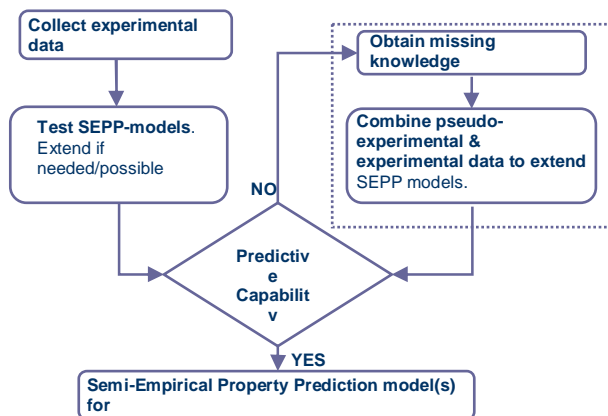 Collect experimental
data
Test SEPP-models.
Extend if
needed/possible
Obtain missing
knowledge
Combine pseudo-
experimental &
experimental data to extend
SEPP models.
NO
Predictiv
e
Capabilit
v
YES
Semi-Empirical Property Prediction model(s)
for